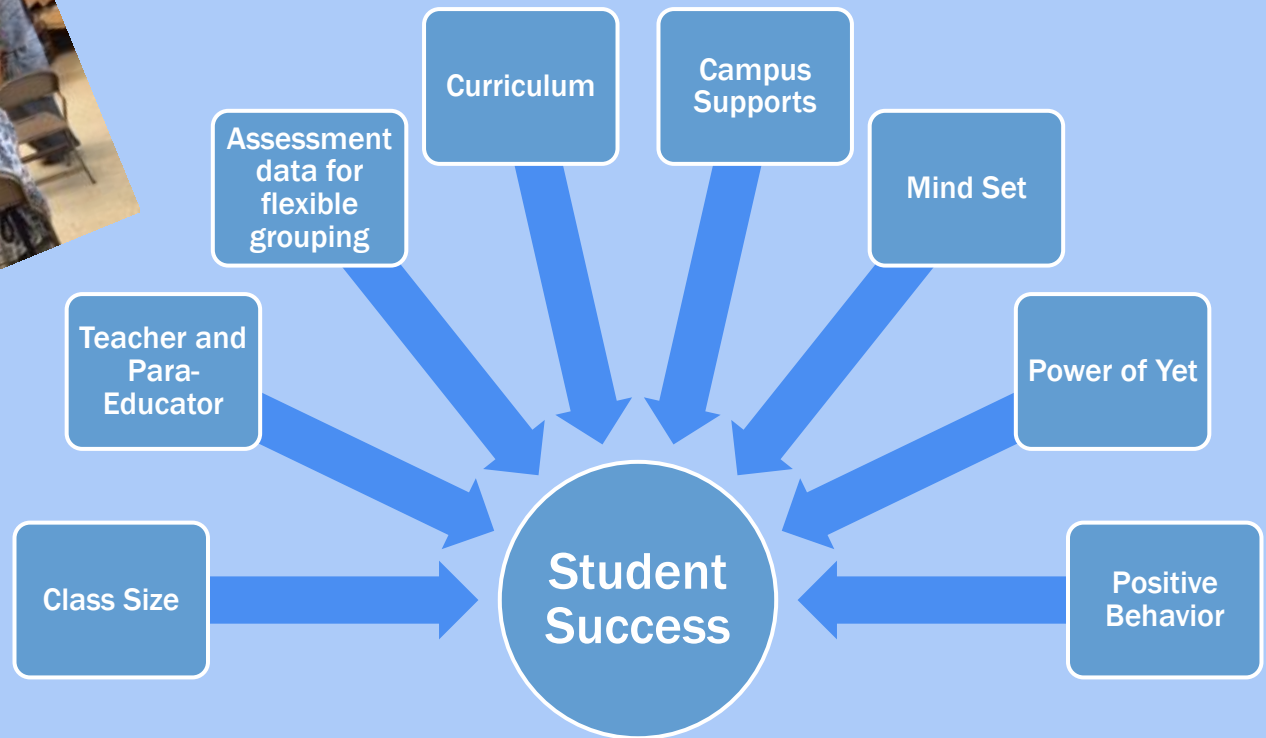 Curriculum
Campus
Supports
Assessment
data for
flexible
grouping
Mind Set
Teacher and
Para-
Educator
Power of Yet
Class Size
Student
Success
Positive
Behavior